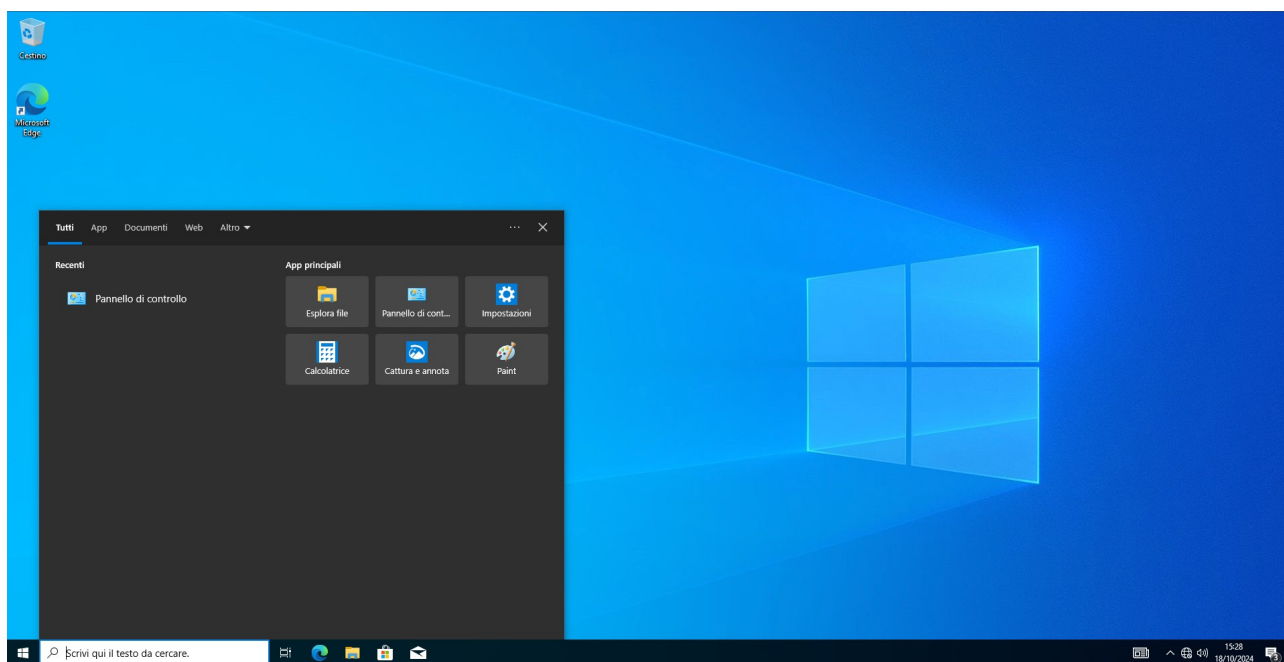 Cestino
Microsoft
Edge
Tutti App Documenti Web Altro
Recenti
Pannello di controllo
App principali
Esplora file Pannello di cont... Impostazioni
Calcolatrice Cattura e annota Paint
Scrivi qui il testo da cercare.
15:28
18/10/2024
3